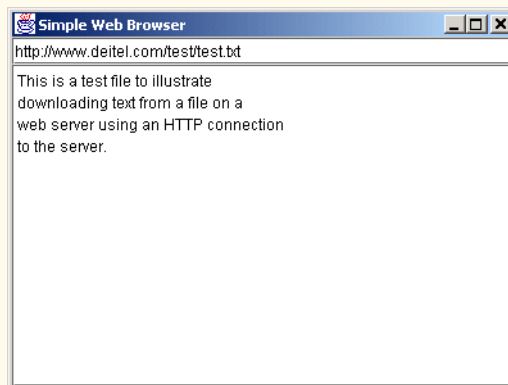 Simple Web Browser
http://www.deitel.com/test/test.txt
This is a test file to illustrate
downloading text from a file on a
web server using an HTTP connection
to the server.